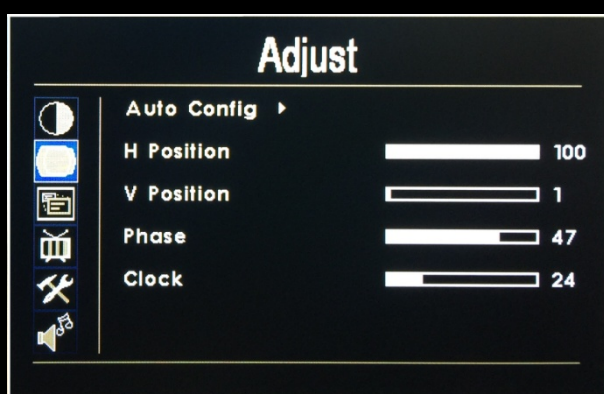 Adjust
Auto Config
H Position 100
V Position 1
Phase 47
Clock 24